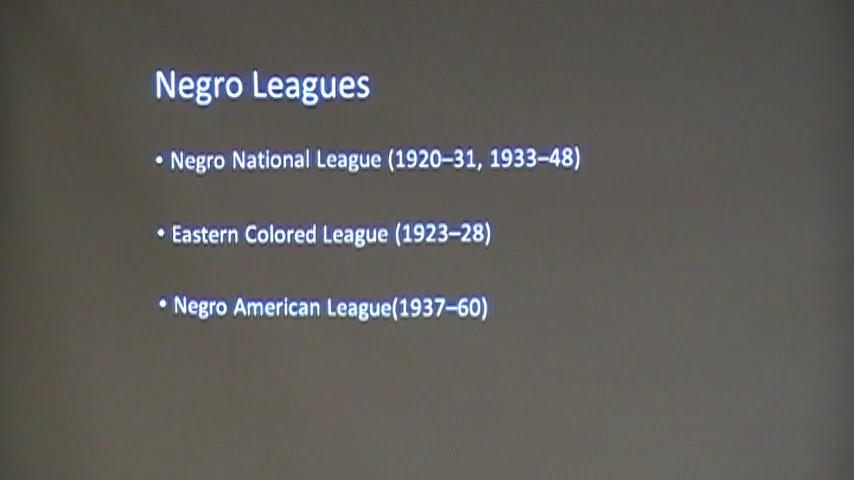 Negro Leagues
• Negro National League (1920–31, 1933–48)
• Eastern Colored League (1923–28)
• Negro American League(1937–60)